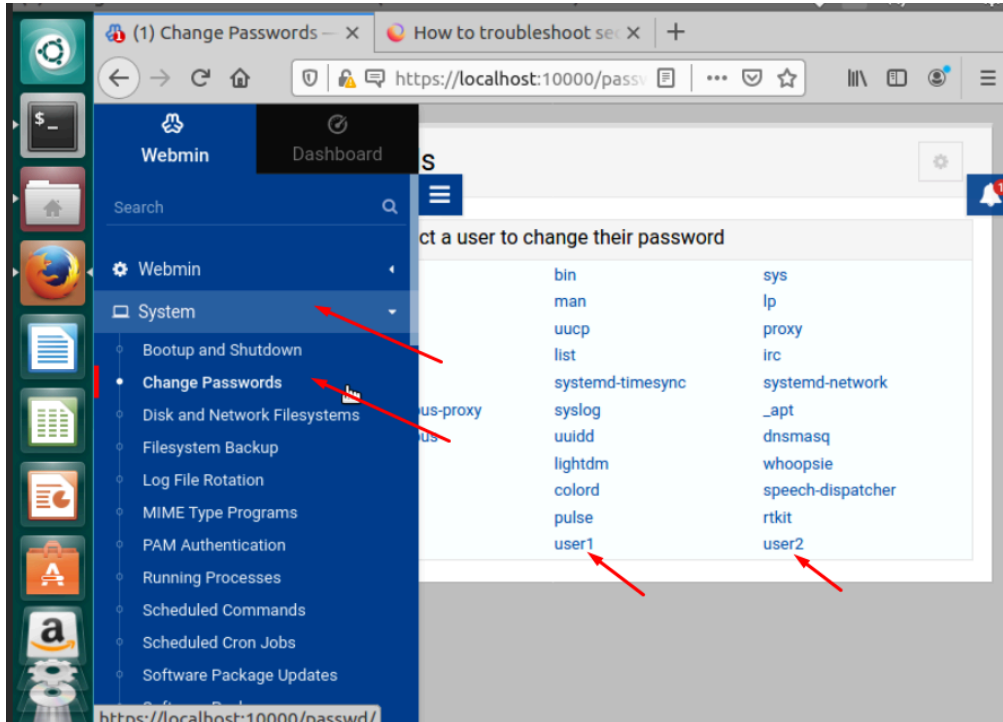 (1) Change Passwords — × How to troubleshoot sec × +
https://localhost:10000/passw
$_
Webmin
Dashboard
s
1
Search
ct a user to change their password
Webmin
bin sys
System
man lp
uucp proxy
Bootup and Shutdown
list irc
Change Passwords
systemd-timesync systemd-network
Disk and Network Filesystems
us-proxy syslog _apt
uuidd dnsmasq
Filesystem Backup
lightdm whoopsie
Log File Rotation
colord speech-dispatcher
MIME Type Programs
pulse rtkit
PAM Authentication
user1 user2
Running Processes
Scheduled Commands
Scheduled Cron Jobs
Software Package Updates
https://localhost:10000/passwd/